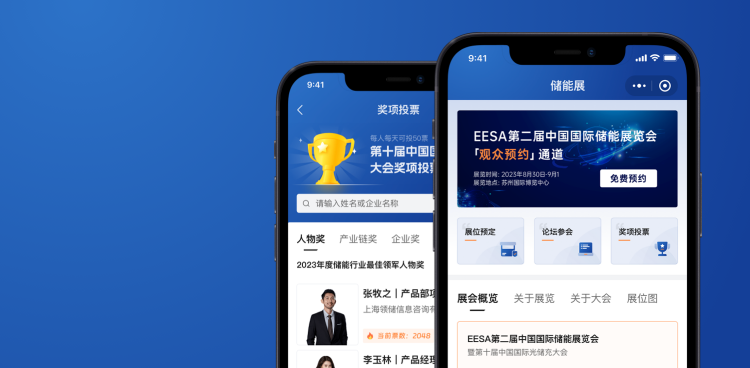 9:41
奖项投票
每人每天可投50票
第十届中国国
大会奖项投票
请输入姓名或企业名称
人物奖 产业链奖 企业奖
2023年度储能行业最佳领军人物奖
张牧之｜产品部项
上海领储信息咨询有
当前票数：2048
李玉林｜产品经理
9:41
储能展
EESA第二届中国国际储能展览会
「观众预约」通道
展览时间：2023年8月30日-9月1
展览地点：苏州国际博览中心
免费预约
展位预定 论坛参会 奖项投票
展会概览 关于展览 关于大会 展位图
EESA第二届中国国际储能展览会
暨第十届中国国际光储充大会